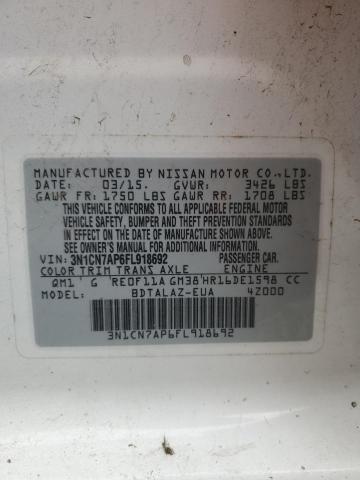 MANUFACTURED BY NISSAN MOTOR CO.,LTD.
DATE: 03/15. GVWR: 3426 LBS
GAWR FR: 1750 LBS GAWR RR: 1708 LBS
THIS VEHICLE CONFORMS TO ALL APPLICABLE FEDERAL MOTOR
VEHICLE SAFETY, BUMPER AND THEFT PREVENTION STANDARDS
IN EFFECT ON THE DATE OF MANUFACTURE SHOWN ABOVE.
SEE OWNER'S MANUAL FOR ADDITIONAL INFORMATION.
VIN: 3N1CN7AP6FL918692 PASSENGER CAR.
COLOR TRIM TRANS AXLE ENGINE
QM1 G RE0F11A GM38 HR16DE1598 CC
MODEL: BDTALAZ-EUA 4Z000
3N1CN7AP6FL918692